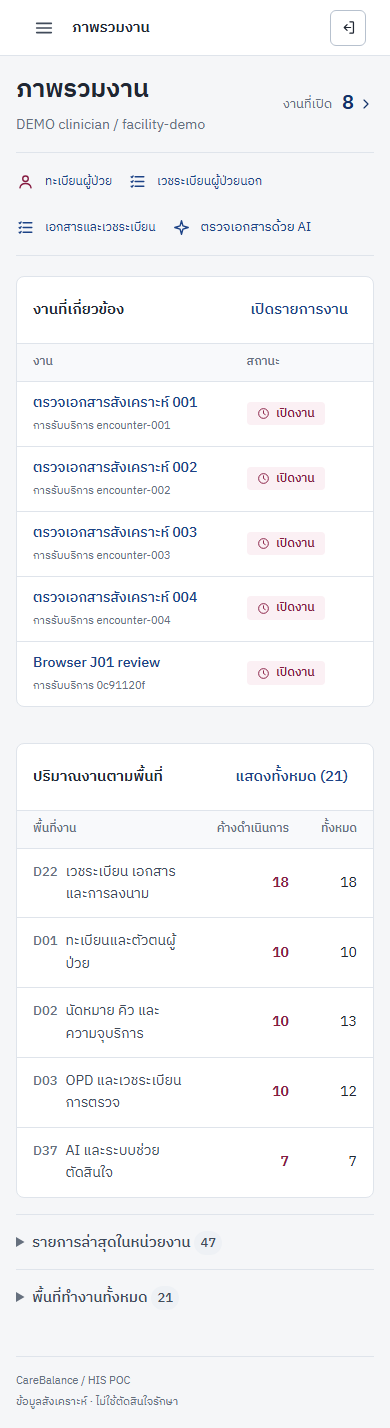 ภาพรวมงาน
ภาพรวมงาน
DEMO clinician / facility-demo
งานที่เปิด 8
ทะเบียนผู้ป่วย
เวชระเบียนผู้ป่วยนอก
เอกสารและเวชระเบียน
ตรวจเอกสารด้วย AI
งานที่เกี่ยวข้อง
เปิดรายการงาน
งาน
สถานะ
ตรวจเอกสารสังเคราะห์ 001
การรับบริการ encounter-001
เปิดงาน
ตรวจเอกสารสังเคราะห์ 002
การรับบริการ encounter-002
เปิดงาน
ตรวจเอกสารสังเคราะห์ 003
การรับบริการ encounter-003
เปิดงาน
ตรวจเอกสารสังเคราะห์ 004
การรับบริการ encounter-004
เปิดงาน
Browser J01 review
การรับบริการ 0c91120f
เปิดงาน
ปริมาณงานตามพื้นที่
แสดงทั้งหมด (21)
พื้นที่งาน
ค้างดำเนินการ
ทั้งหมด
D22 เวชระเบียน เอกสาร
และการลงนาม
18
18
D01 ทะเบียนและตัวตนผู้
ป่วย
10
10
D02 นัดหมาย คิว และ
ความจุบริการ
10
13
D03 OPD และเวชระเบียน
การตรวจ
10
12
D37 AI และระบบช่วย
ตัดสินใจ
7
7
รายการล่าสุดในหน่วยงาน 47
พื้นที่ทำงานทั้งหมด 21
CareBalance / HIS POC
ข้อมูลสังเคราะห์ · ไม่ใช้ตัดสินใจรักษา